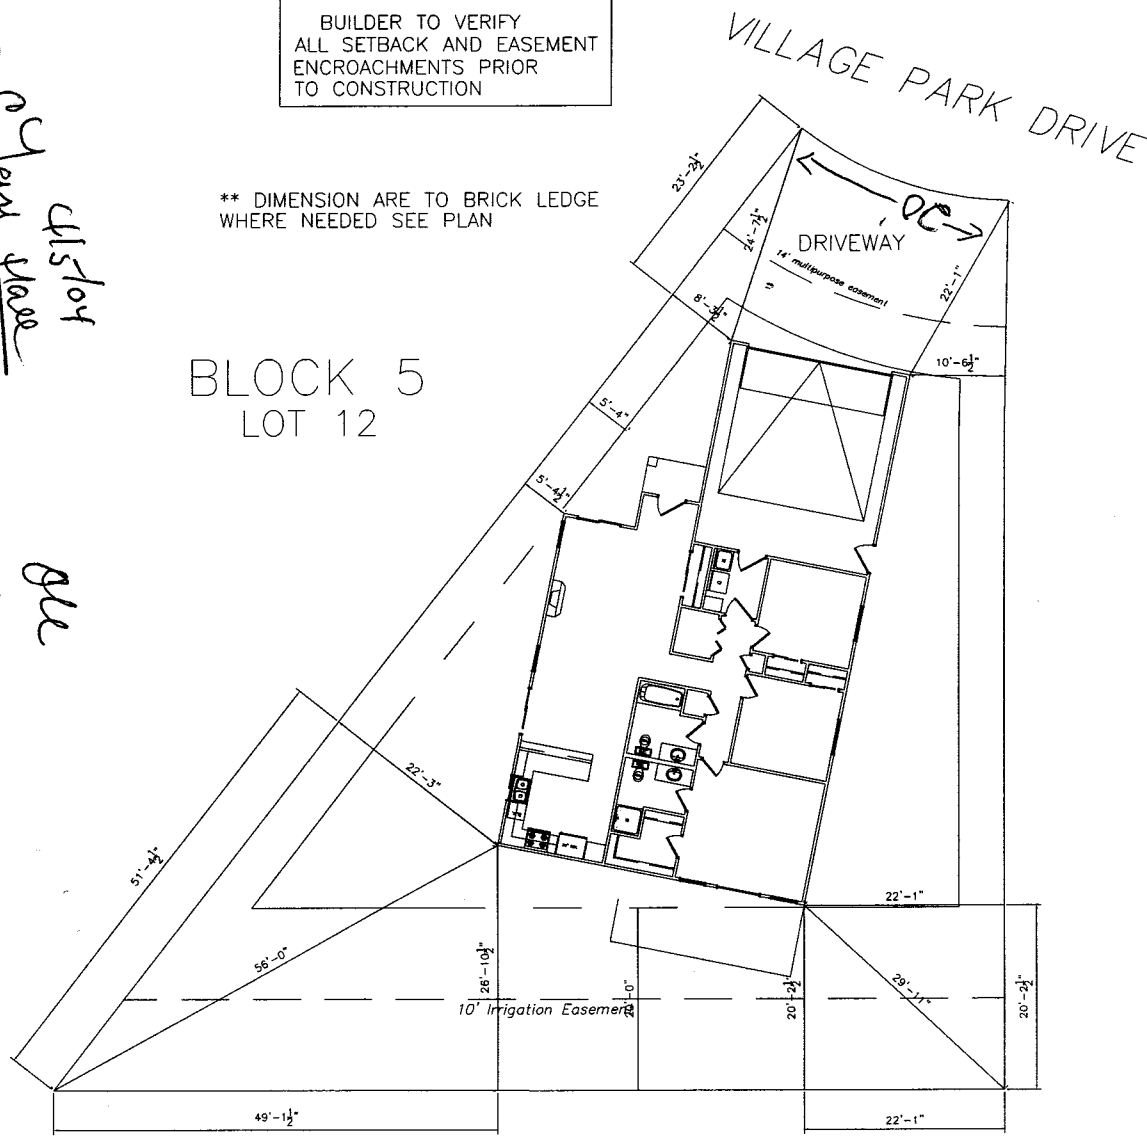 BUILDER TO VERIFY
ALL SETBACK AND EASEMENT
ENCROACHMENTS PRIOR
TO CONSTRUCTION
VILLAGE PARK DRIVE
** DIMENSION ARE TO BRICK LEDGE
WHERE NEEDED SEE PLAN
4/5/04
BLOCK 5
LOT 12
23'-2½"
24'-7½"
OC
DRIVEWAY
14' multipurpose easement
22'-1"
8'-3½"
10'-6½"
5'-4"
5'-4½"
22'-3"
51'-4½"
56'-0"
26'-10½"
22'-1"
20'-2½"
29'-11"
20'-2½"
10' Irrigation Easement
49'-1½"
22'-1"